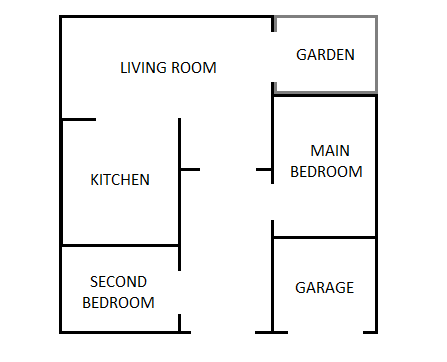 GARDEN
LIVING ROOM
MAIN
BEDROOM
KITCHEN
SECOND
BEDROOM
GARAGE